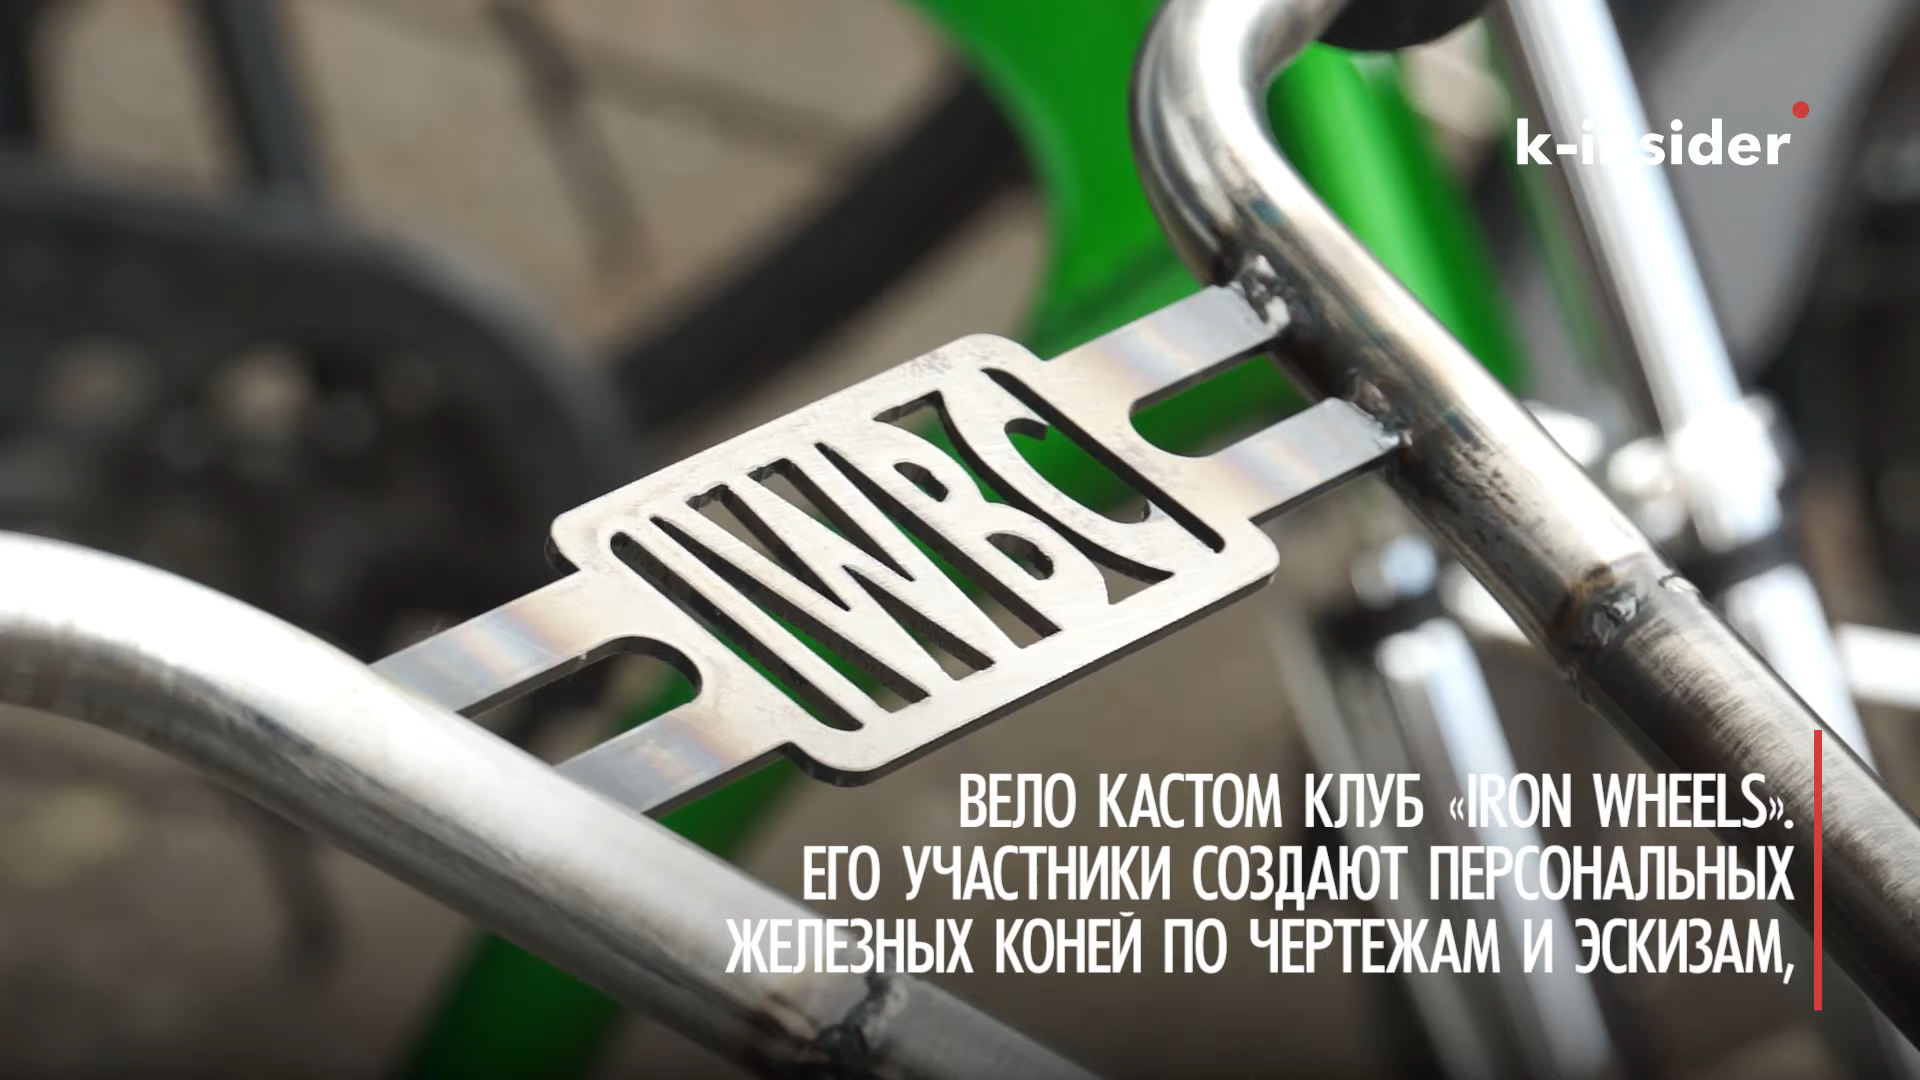 k-insider
IWBC
ВЕЛО КАСТОМ КЛУБ «IRON WHEELS».
ЕГО УЧАСТНИКИ СОЗДАЮТ ПЕРСОНАЛЬНЫХ
ЖЕЛЕЗНЫХ КОНЕЙ ПО ЧЕРТЕЖАМ И ЭСКИЗАМ,